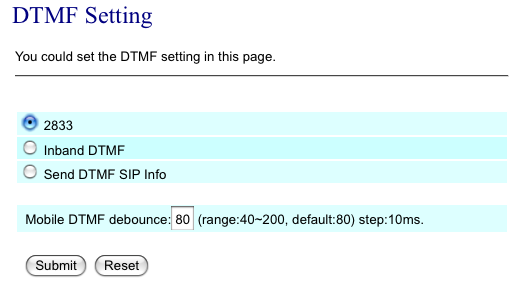 DTMF Setting
You could set the DTMF setting in this page.
2833
Inband DTMF
Send DTMF SIP Info
Mobile DTMF debounce: 80 (range:40~200, default:80) step:10ms.
Submit Reset